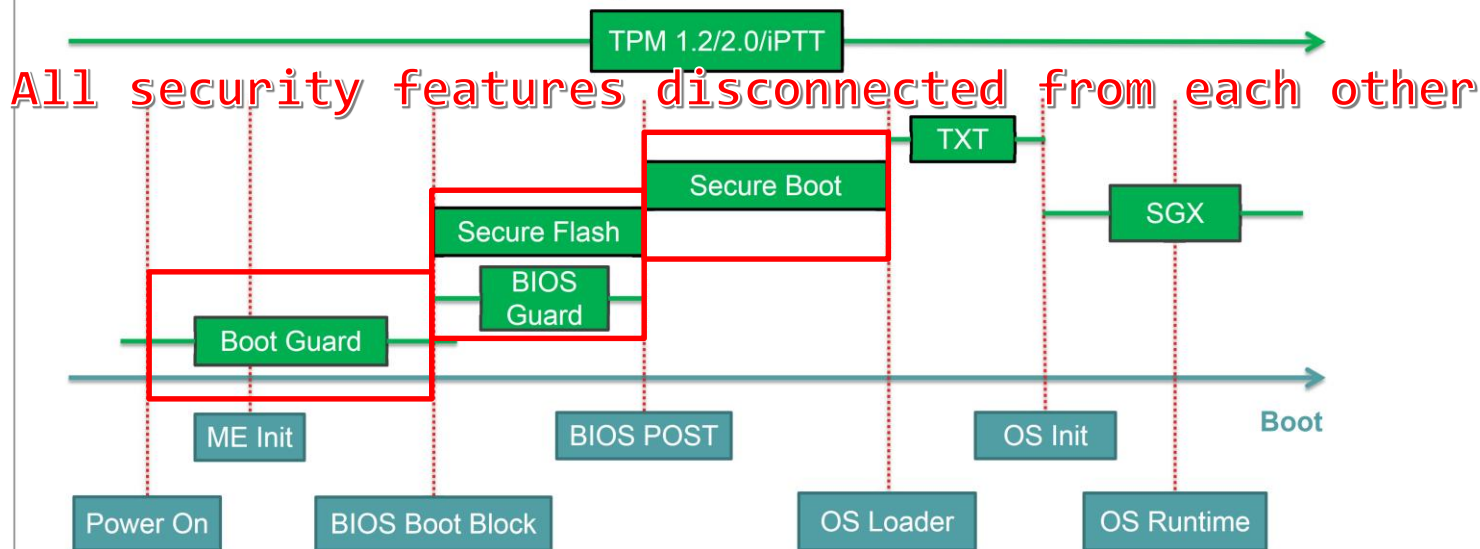 TPM 1.2/2.0/iPTT
All security features disconnected from each other
TXT
Secure Boot
SGX
Secure Flash
BIOS
Guard
Boot Guard
Boot
ME Init
BIOS POST
OS Init
Power On
BIOS Boot Block
OS Loader
OS Runtime